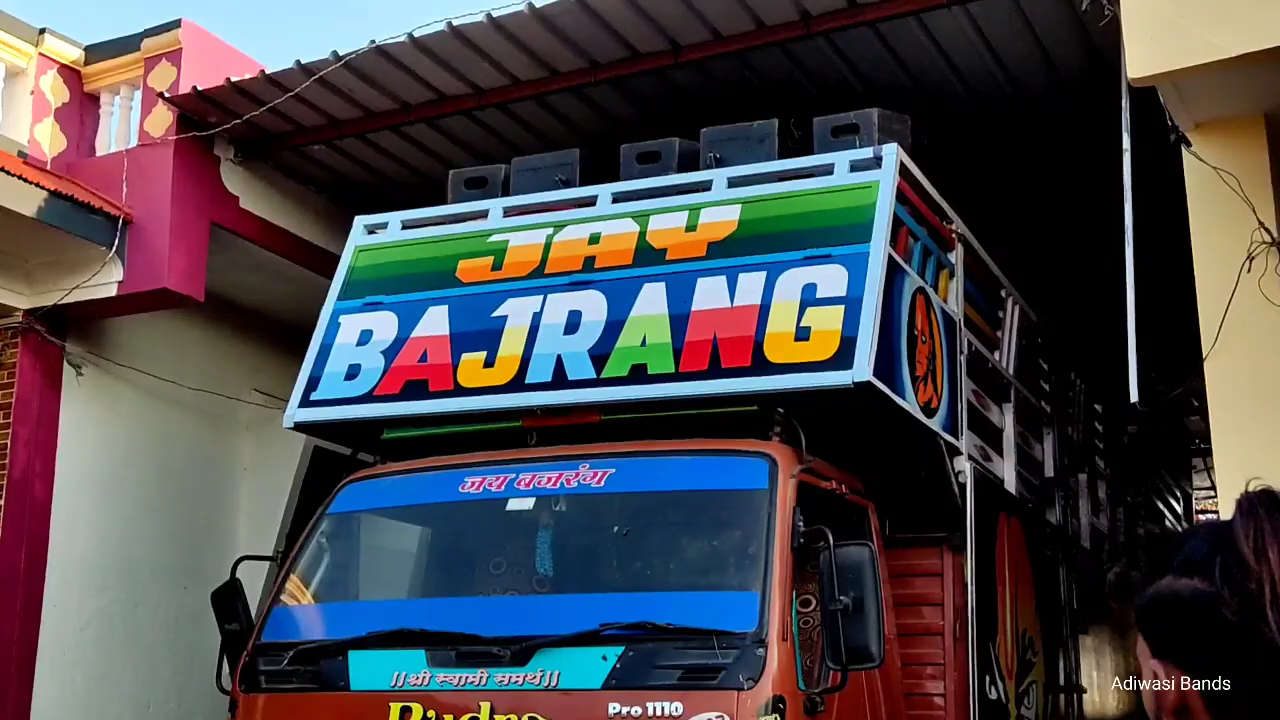 JAY
BAJRANG
जय बजरंग
||श्री स्वामी समर्थ||
Pro 1110
Adiwasi Bands